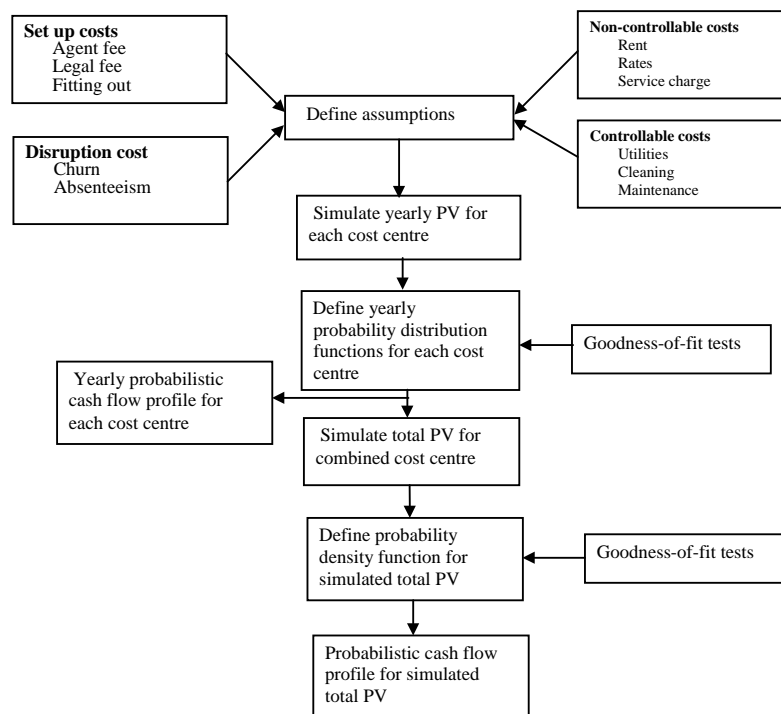 Set up costs
Agent fee
Legal fee
Fitting out
Non-controllable costs
Rent
Rates
Service charge
Define assumptions
Disruption cost
Churn
Absenteeism
Controllable costs
Utilities
Cleaning
Maintenance
Simulate yearly PV for
each cost centre
Define yearly
probability distribution
functions for each cost
centre
Goodness-of-fit tests
Yearly probabilistic
cash flow profile for
each cost centre
Simulate total PV for
combined cost centre
Define probability
density function for
simulated total PV
Goodness-of-fit tests
Probabilistic cash flow
profile for simulated
total PV